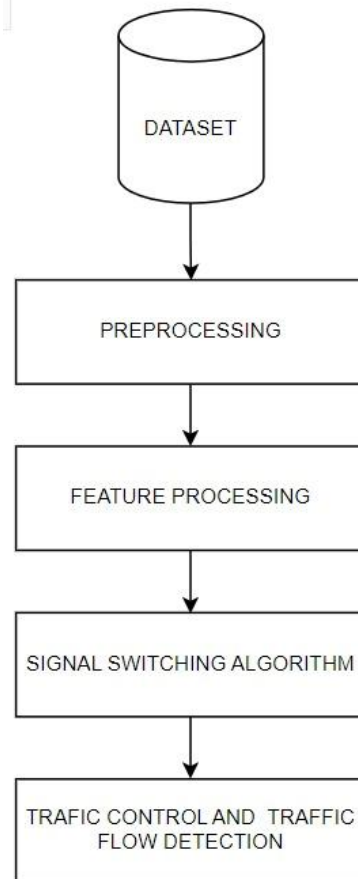 DATASET
PREPROCESSING
FEATURE PROCESSING
SIGNAL SWITCHING ALGORITHM
TRAFIC CONTROL AND TRAFFIC
FLOW DETECTION